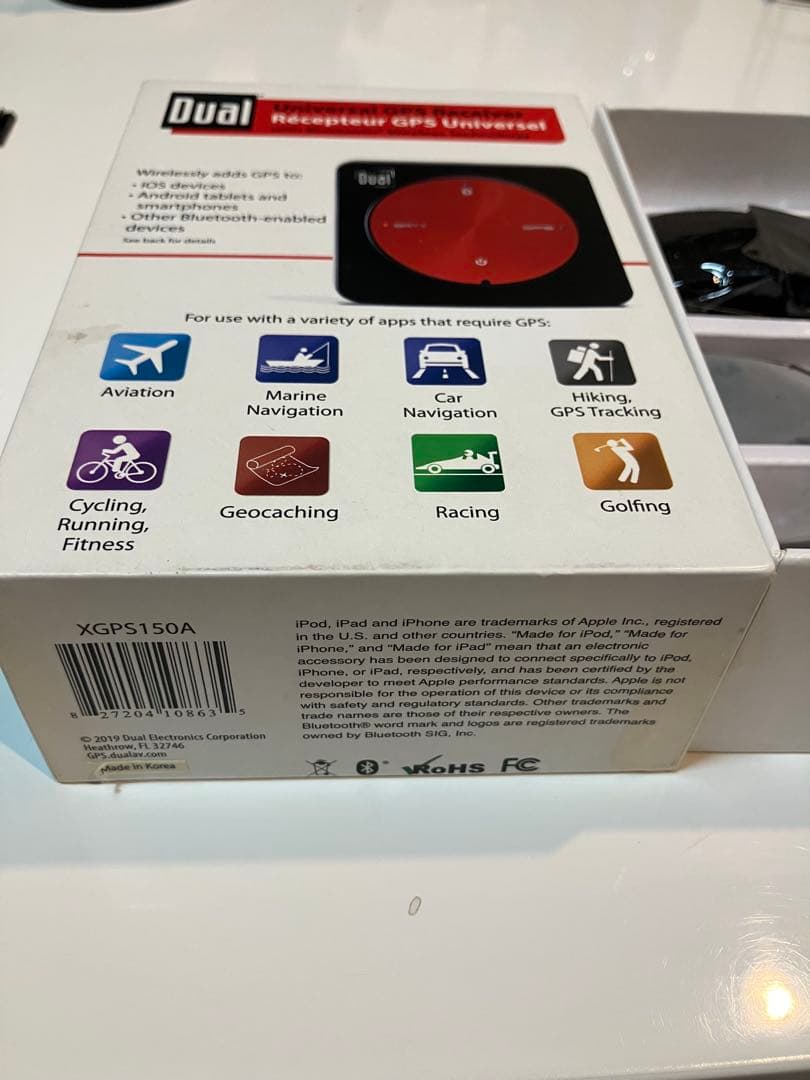 Dual
Universal GPS Receiver
Récepteur GPS Universel
Wirelessly adds GPS to:
• iOS devices
• Android tablets and
smartphones
• Other Bluetooth-enabled
devices
See back for details
Dual
For use with a variety of apps that require GPS:
Aviation
Marine
Navigation
Car
Navigation
Hiking,
GPS Tracking
Cycling,
Running,
Fitness
Geocaching
Racing
Golfing
XGPS150A
8 27204 10863 5
© 2019 Dual Electronics Corporation
Heathrow, FL 32746
GPS.dualav.com
Made in Korea
iPod, iPad and iPhone are trademarks of Apple Inc., registered
in the U.S. and other countries. “Made for iPod,” “Made for
iPhone,” and “Made for iPad” mean that an electronic
accessory has been designed to connect specifically to iPod,
iPhone, or iPad, respectively, and has been certified by the
developer to meet Apple performance standards. Apple is not
responsible for the operation of this device or its compliance
with safety and regulatory standards. Other trademarks and
trade names are those of their respective owners. The
Bluetooth® word mark and logos are registered trademarks
owned by Bluetooth SIG, Inc.
RoHS FC